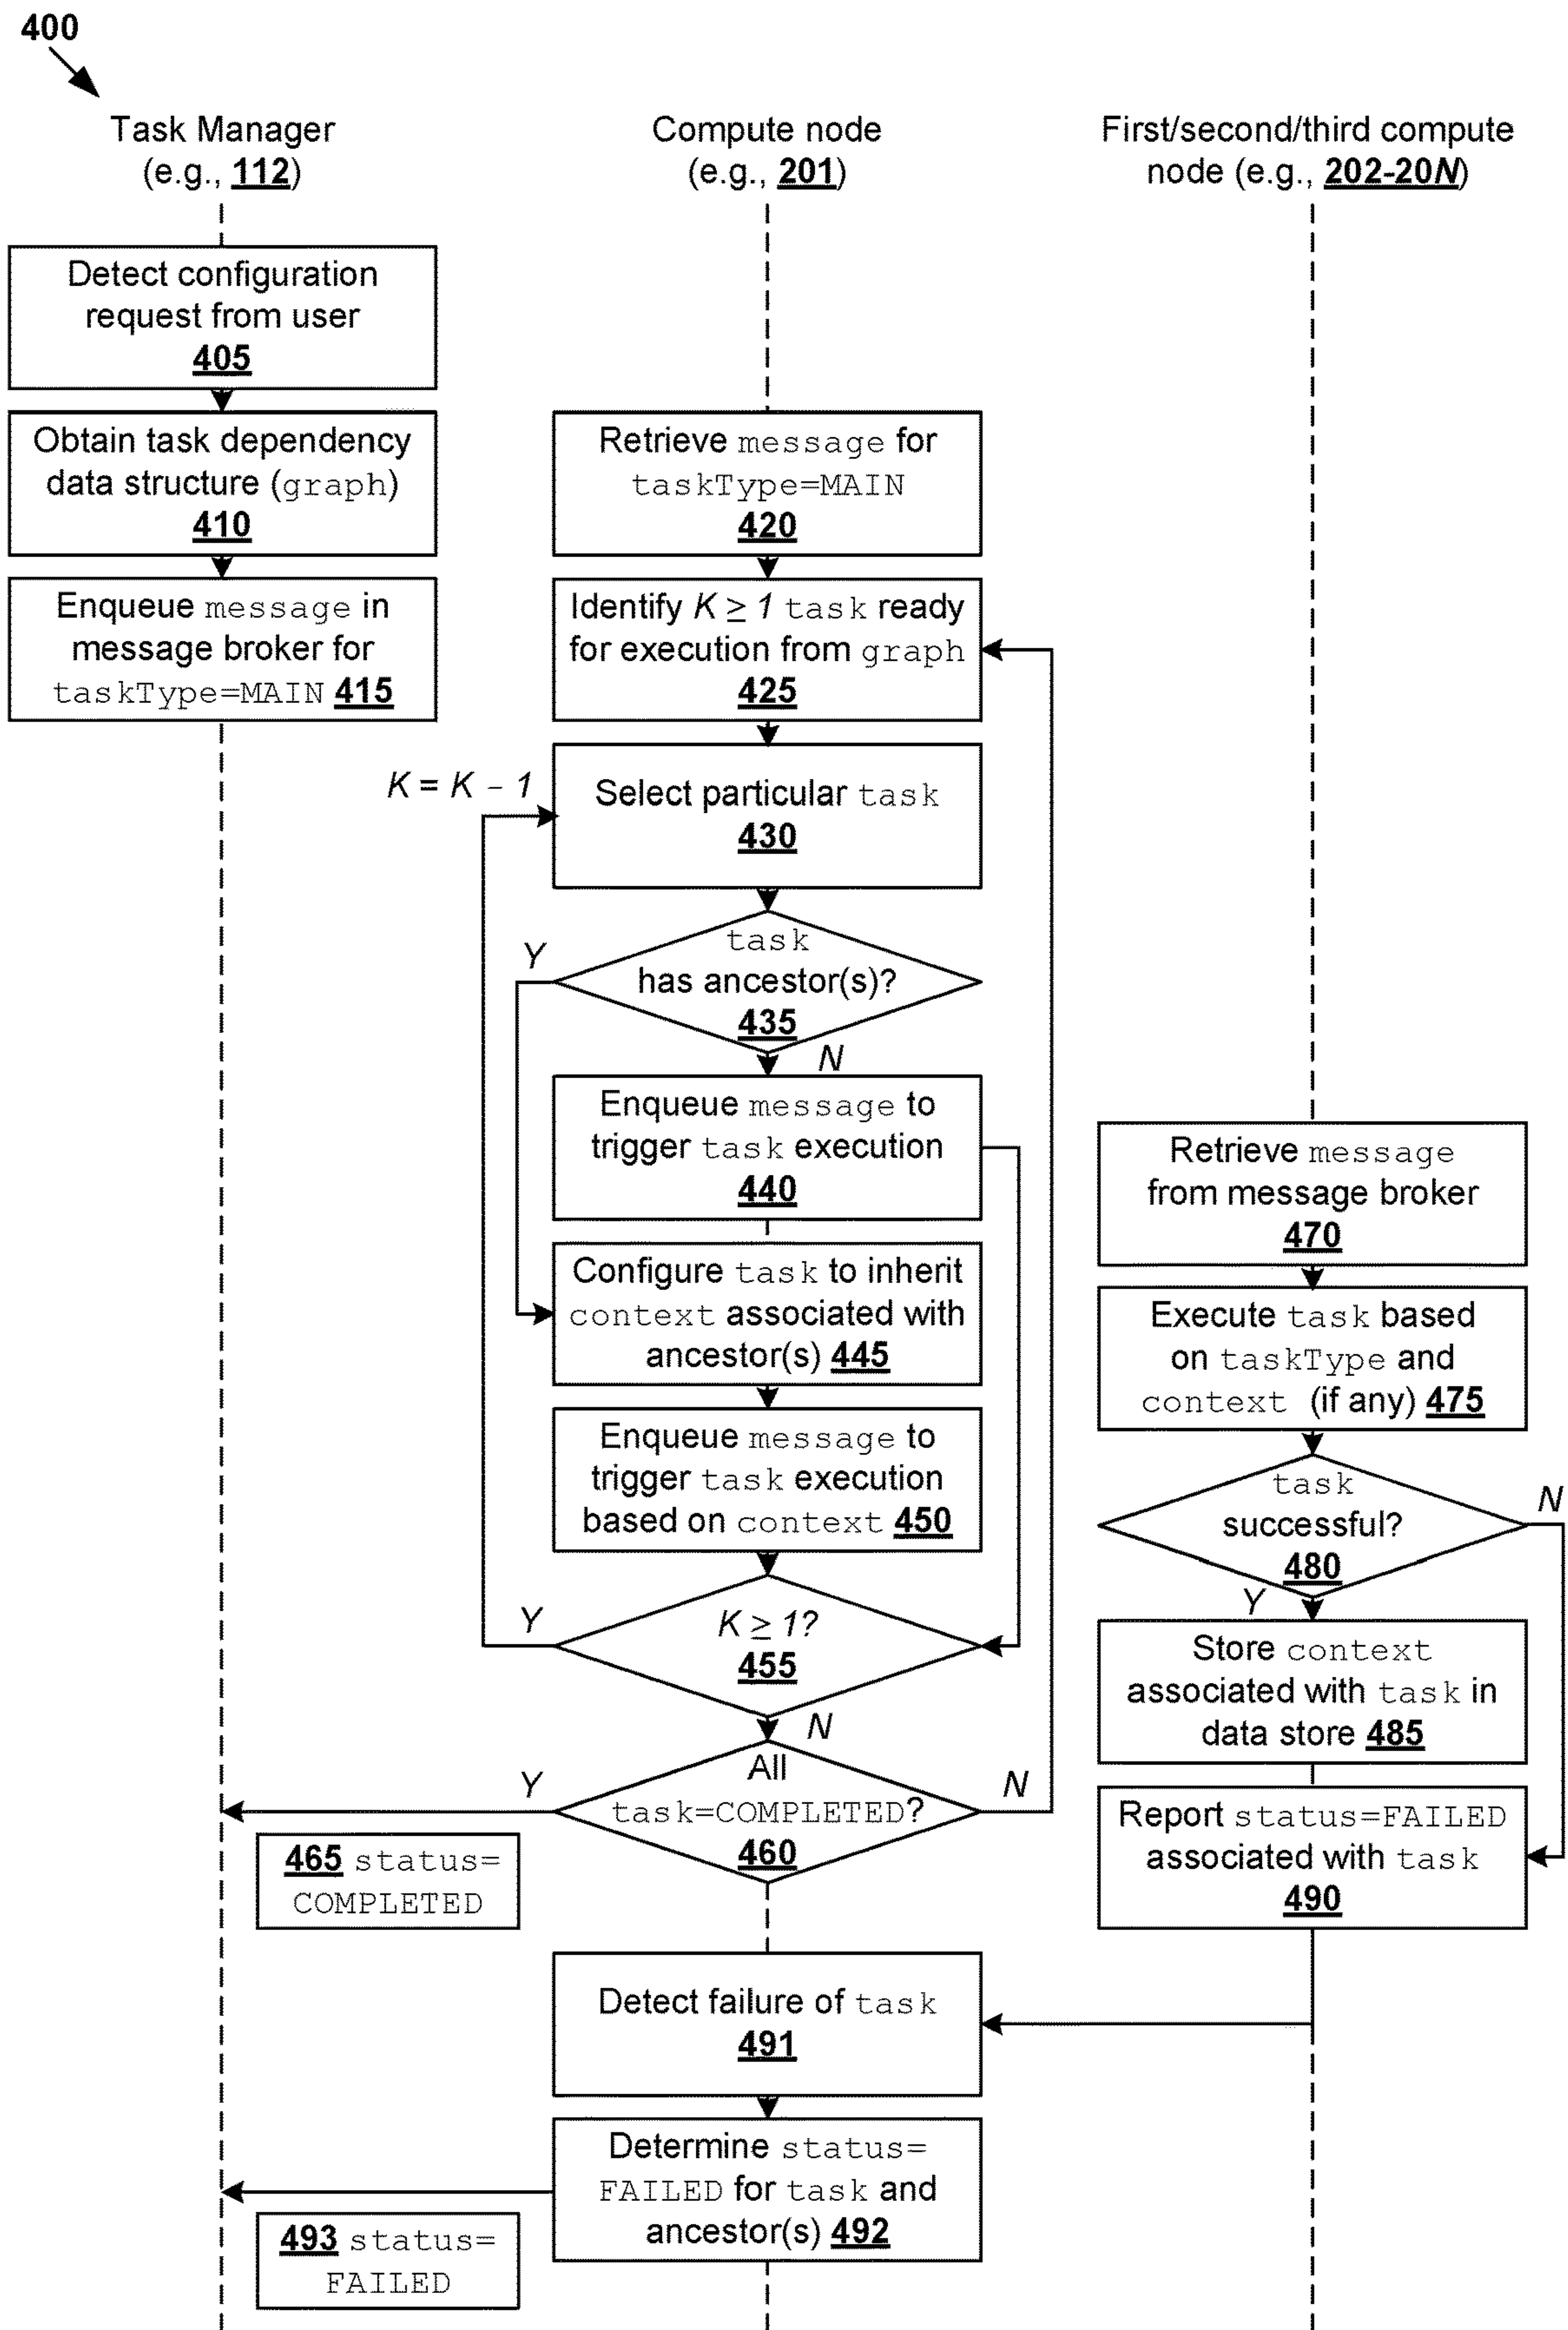 400
Task Manager
(e.g., 112)
Compute node
(e.g., 201)
First/second/third compute
node (e.g., 202-20N)
Detect configuration
request from user
405
Obtain task dependency
data structure (graph)
410
Enqueue message in
message broker for
taskType=MAIN 415
Retrieve message for
taskType=MAIN
420
Identify K ≥ 1 task ready
for execution from graph
425
K = K – 1
Select particular task
430
Y
task
has ancestor(s)?
435
N
Enqueue message to
trigger task execution
440
Configure task to inherit
context associated with
ancestor(s) 445
Enqueue message to
trigger task execution
based on context 450
Y
K ≥ 1?
455
N
Y
All
task=COMPLETED?
460
N
465 status=
COMPLETED
Retrieve message
from message broker
470
Execute task based
on taskType and
context (if any) 475
task
successful?
480
N
Y
Store context
associated with task in
data store 485
Report status=FAILED
associated with task
490
Detect failure of task
491
Determine status=
FAILED for task and
ancestor(s) 492
493 status=
FAILED